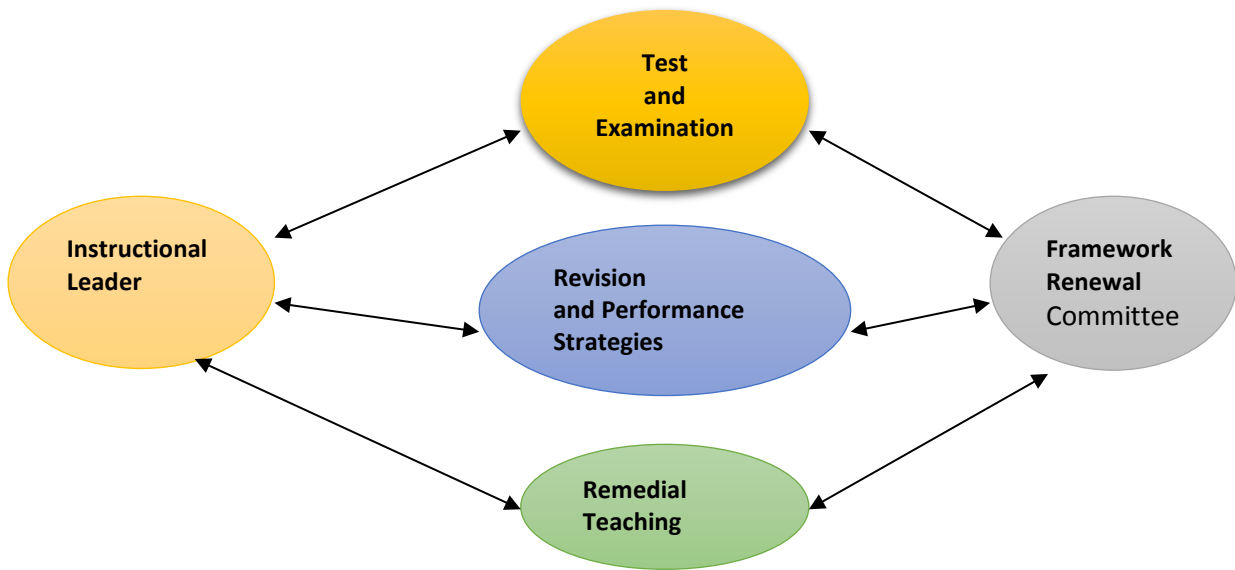 Test
and
Examination
Instructional
Leader
Revision
and Performance
Strategies
Framework
Renewal
Committee
Remedial
Teaching